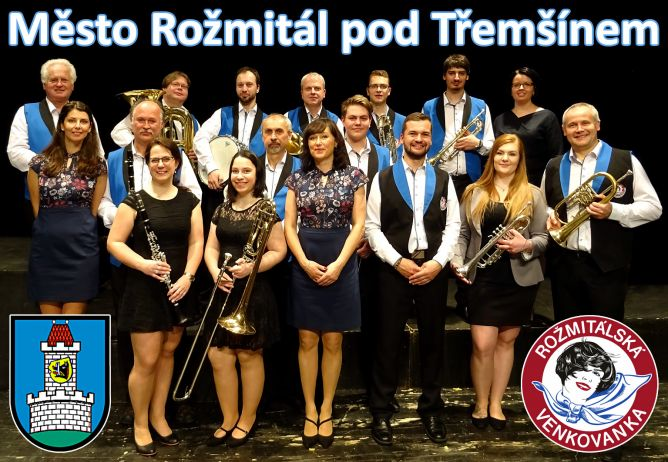 Město Rožmitál pod Třemšínem
ROŽMITÁLSKÁ
VENKOVANKA